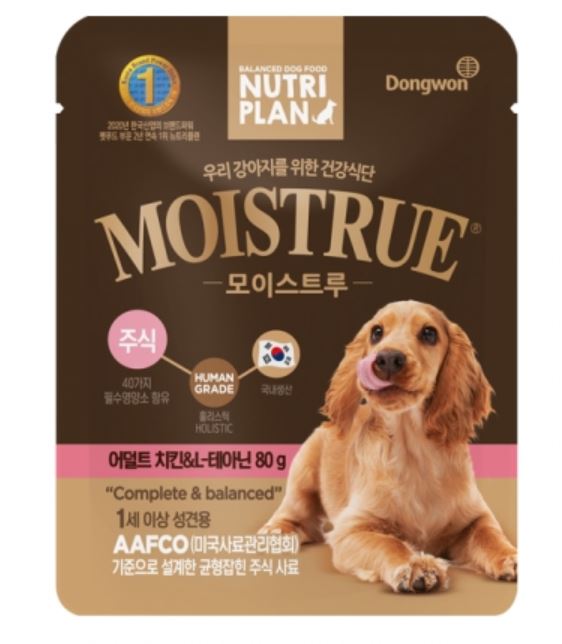 1
2020년 한국산업의 브랜드파워
펫푸드 부문 2년 연속 1위 뉴트리플랜
BALANCED DOG FOOD
NUTRI
PLAN
Dongwon
우리 강아지를 위한 건강식단
MOISTRUE®
모이스트루
주식
40가지
필수영양소 함유
HUMAN
GRADE
홀리스틱
HOLISTIC
국내생산
어덜트 치킨&L-테아닌 80 g
“Complete & balanced”
1세 이상 성견용
AAFCO(미국사료관리협회)
기준으로 설계한 균형잡힌 주식 사료